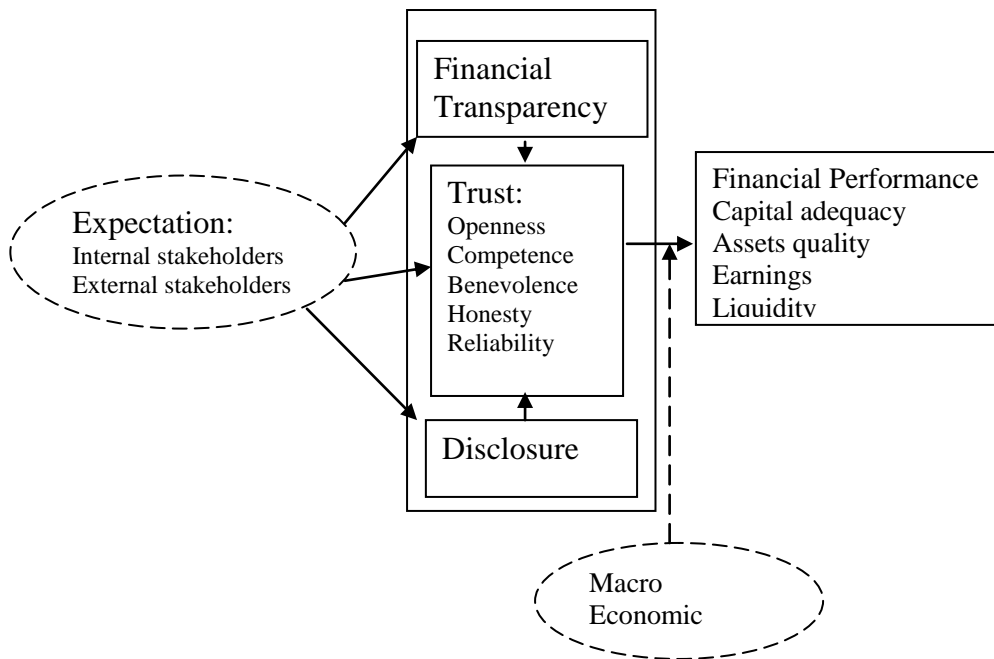 Financial
Transparency
Expectation:
Internal stakeholders
External stakeholders
Trust:
Openness
Competence
Benevolence
Honesty
Reliability
Financial Performance
Capital adequacy
Assets quality
Earnings
Liquidity
Disclosure
Macro
Economic